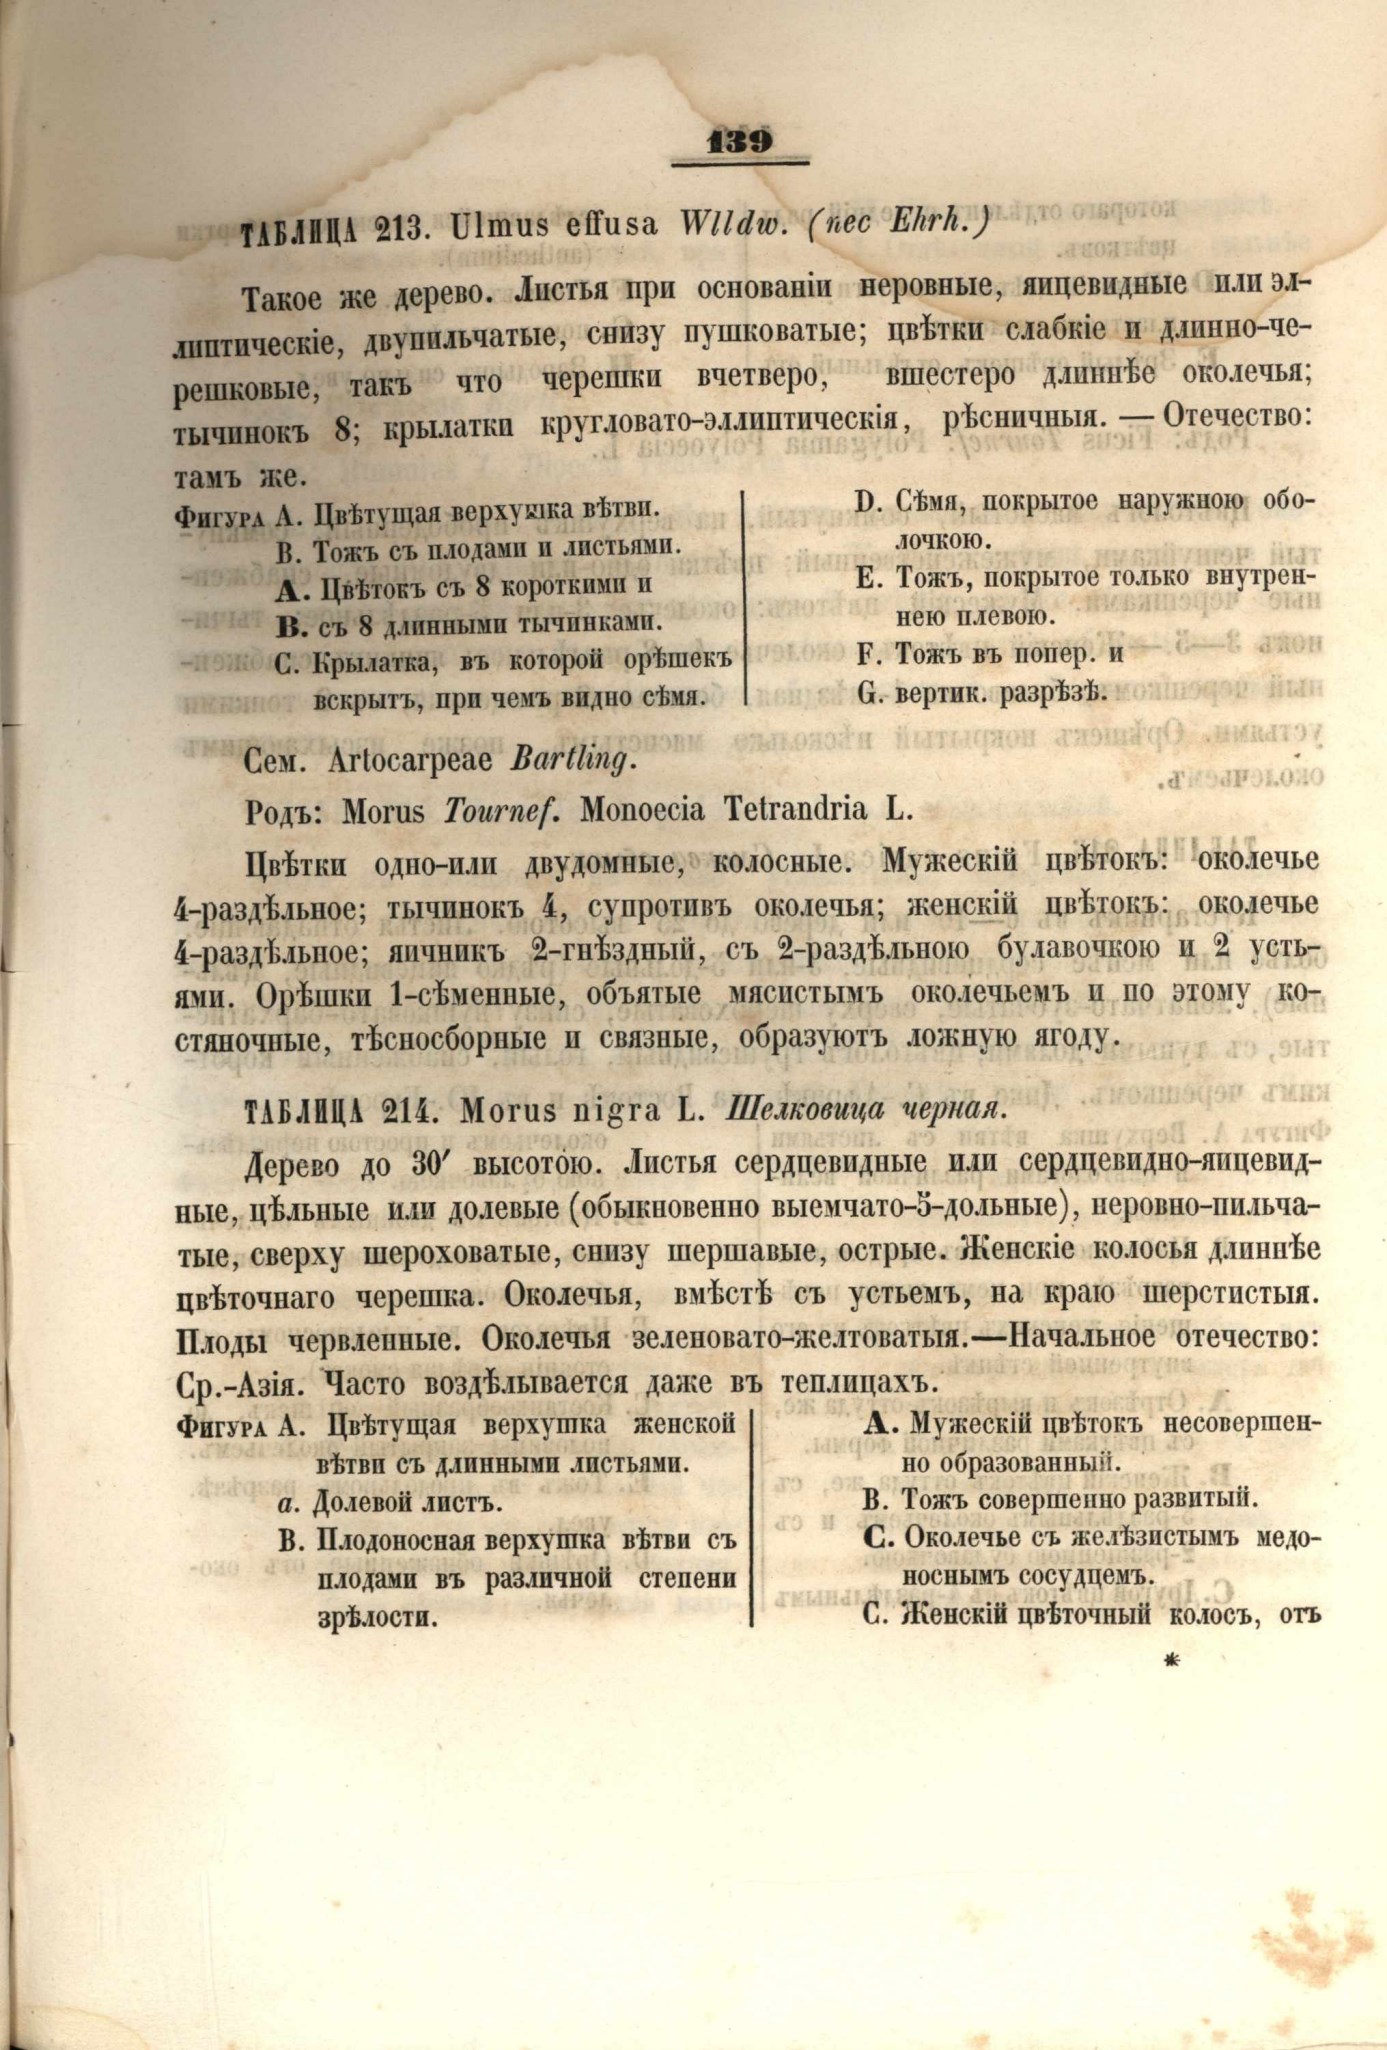 139
ТАБЛИЦА 213. Ulmus effusa Wlldw. (nec Ehrh.)
Такое же дерево. Листья при основаніи неровные, яицевидные или эл-
липтическіе, двупильчатые, снизу пушковатые; цвѣтки слабкіе и длинно-че-
решковые, такъ что черешки вчетверо, вшестеро длиннѣе околечья;
тычинокъ 8; крылатки кругловато-эллиптическія, рѣсничныя. — Отечество:
тамъ же.
Фигура А. Цвѣтущая верхушка вѣтви.
B. Тожъ съ плодами и листьями.
A. Цвѣтокъ съ 8 короткими и
B. съ 8 длинными тычинками.
C. Крылатка, въ которой орѣшекъ
вскрытъ, при чемъ видно сѣмя.
D. Сѣмя, покрытое наружною обо-
лочкою.
E. Тожъ, покрытое только внутрен-
нею плевою.
F. Тожъ въ попер. и
G. вертик. разрѣзѣ.
Сем. Artocarpeae Bartling.
Родъ: Morus Tournef. Monoecia Tetrandria L.
Цвѣтки одно-или двудомные, колосные. Мужескій цвѣтокъ: околечье
4-раздѣльное; тычинокъ 4, супротивъ околечья; женскій цвѣтокъ: околечье
4-раздѣльное; яичникъ 2-гнѣздный, съ 2-раздѣльною булавочкою и 2 усть-
ями. Орѣшки 1-сѣменные, объятые мясистымъ околечьемъ и по этому ко-
стяночные, тѣсносборные и связные, образуютъ ложную ягоду.
ТАБЛИЦА 214. Morus nigra L. Шелковица черная.
Дерево до 30′ высотою. Листья сердцевидные или сердцевидно-яицевид-
ные, цѣльные или долевые (обыкновенно выемчато-5-дольные), неровно-пильча-
тые, сверху шероховатые, снизу шершавые, острые. Женскіе колосья длиннѣе
цвѣточнаго черешка. Околечья, вмѣстѣ съ устьемъ, на краю шерстистыя.
Плоды червленные. Околечья зеленовато-желтоватыя.—Начальное отечество:
Ср.-Азія. Часто воздѣлывается даже въ теплицахъ.
Фигура А. Цвѣтущая верхушка женской
вѣтви съ длинными листьями.
a. Долевой листъ.
B. Плодоносная верхушка вѣтви съ
плодами въ различной степени
зрѣлости.
A. Мужескій цвѣтокъ несовершен-
но образованный.
B. Тожъ совершенно развитый.
C. Околечье съ желѣзистымъ медо-
носнымъ сосудцемъ.
C. Женскій цвѣточный колосъ, отъ
*